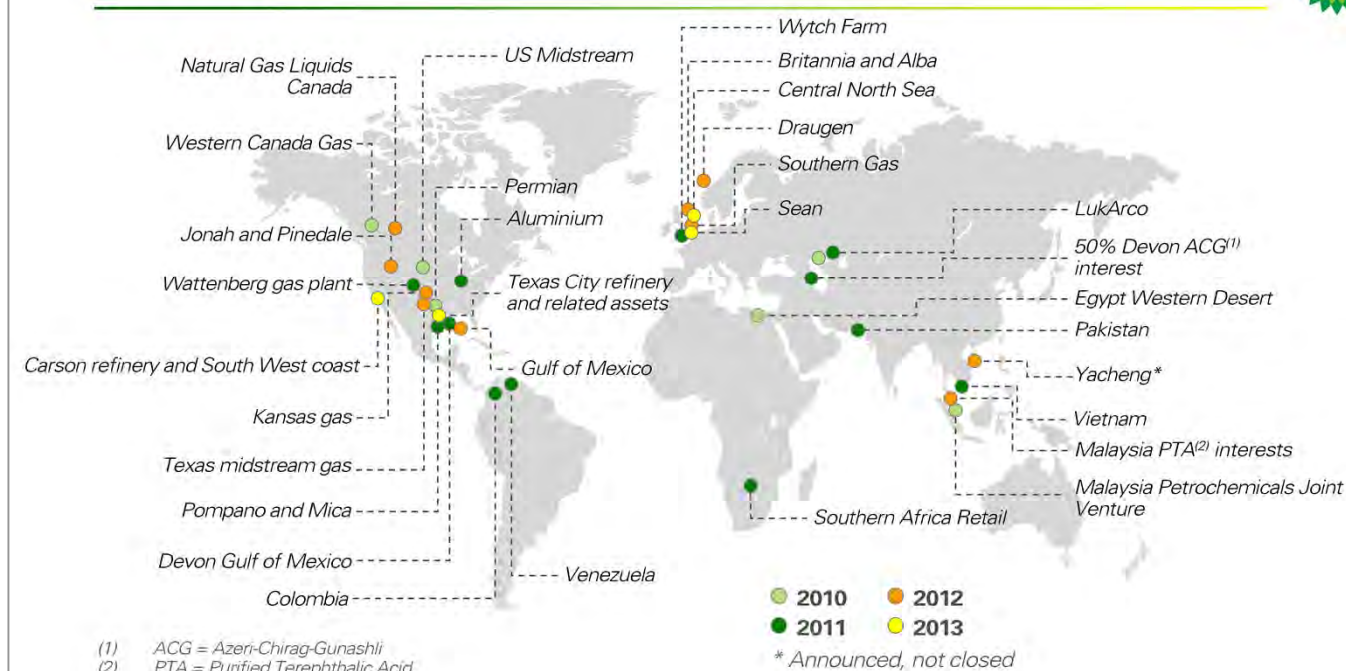 Wytch Farm
US Midstream
Britannia and Alba
Natural Gas Liquids
Canada
Central North Sea
Draugen
Western Canada Gas
Southern Gas
Permian
Sean
LukArco
Aluminium
Jonah and Pinedale
50% Devon ACG(1)
interest
Wattenberg gas plant
Texas City refinery
and related assets
Egypt Western Desert
Pakistan
Carson refinery and South West coast
Gulf of Mexico
Yacheng*
Kansas gas
Vietnam
Malaysia PTA(2) interests
Texas midstream gas
Malaysia Petrochemicals Joint
Venture
Pompano and Mica
Southern Africa Retail
Devon Gulf of Mexico
Venezuela
Colombia
2010
2012
2011
2013
* Announced, not closed
(1) ACG = Azeri-Chirag-Gunashli
(2) PTA = Purified Terephthalic Acid